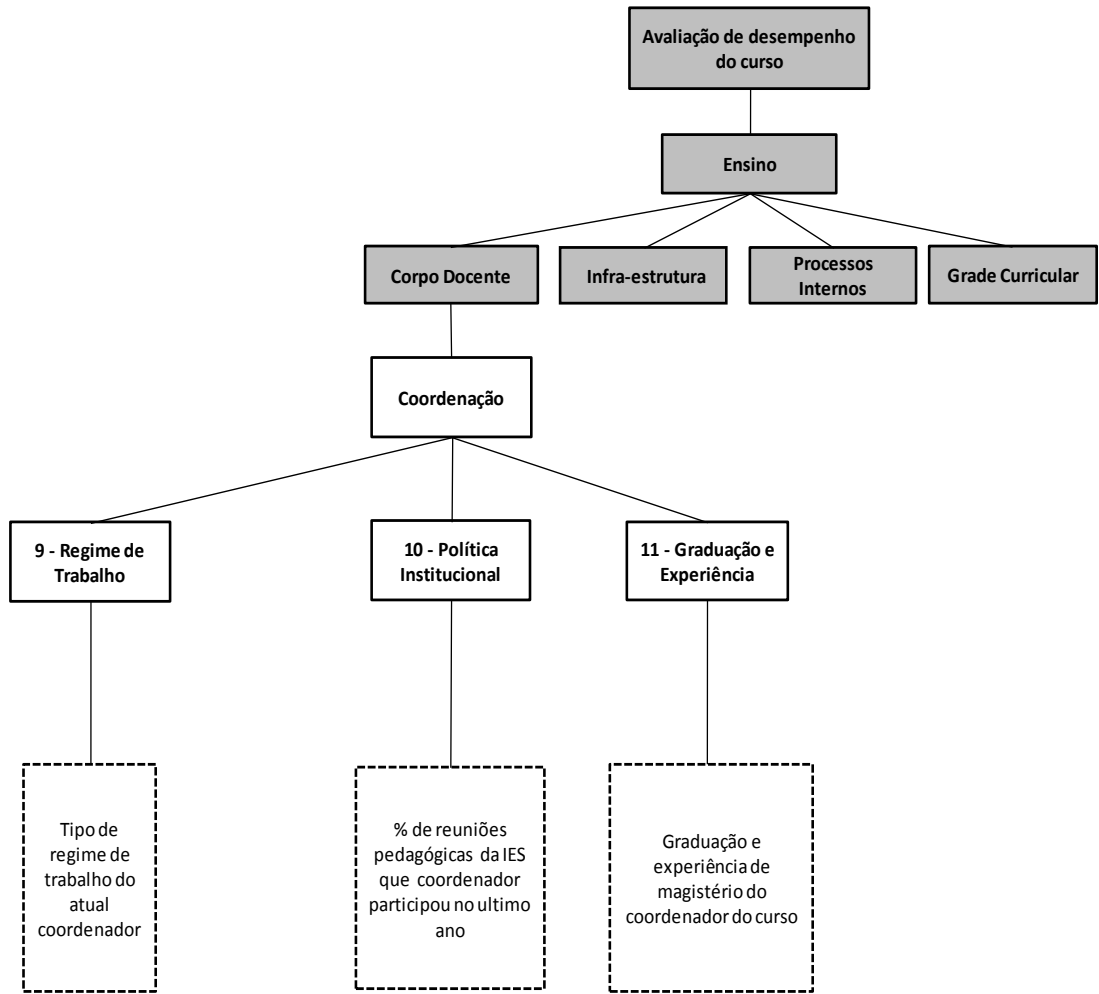 Avaliação de desempenho
do curso
Ensino
Corpo Docente
Infra-estrutura
Processos
Internos
Grade Curricular
Coordenação
9 - Regime de
Trabalho
10 - Política
Institucional
11 - Graduação e
Experiência
Tipo de
regime de
trabalho do
atual
coordenador
% de reuniões
pedagógicas da IES
que coordenador
participou no ultimo
ano
Graduação e
experiência de
magistério do
coordenador do curso